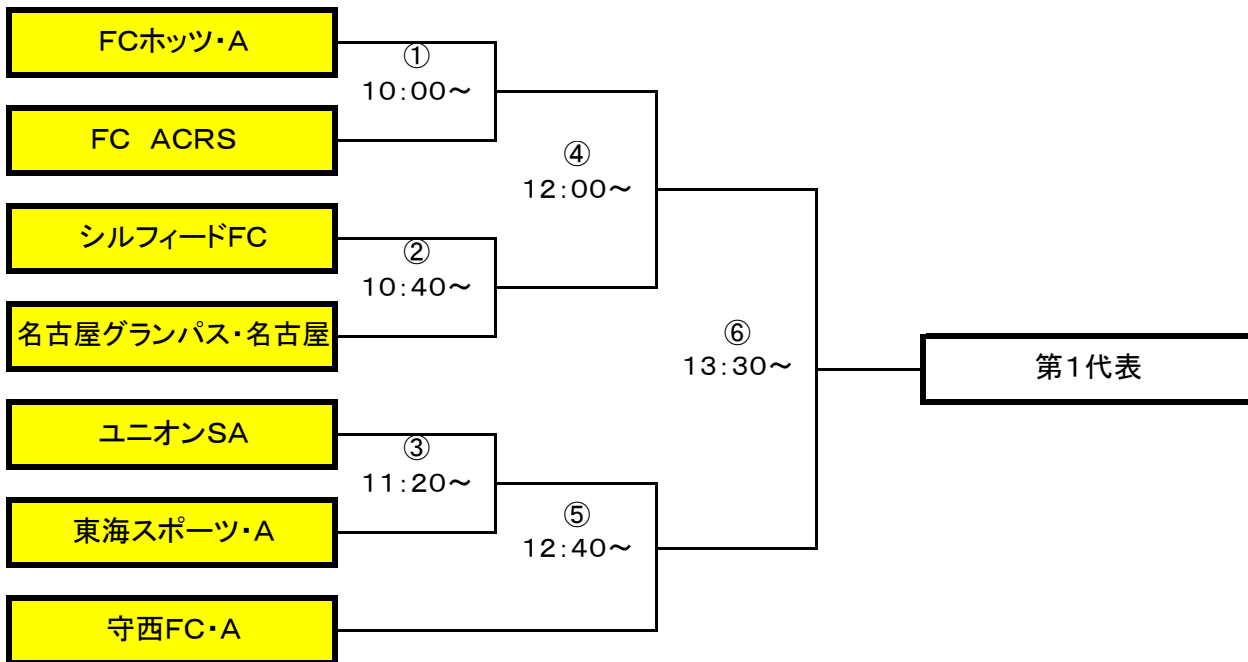 FCホッツ・A
①
10:00～
FC　ACRS
④
12:00～
シルフィードFC
②
10:40～
名古屋グランパス・名古屋
⑥
13:30～
第1代表
ユニオンSA
③
11:20～
東海スポーツ・A
⑤
12:40～
守西FC・A